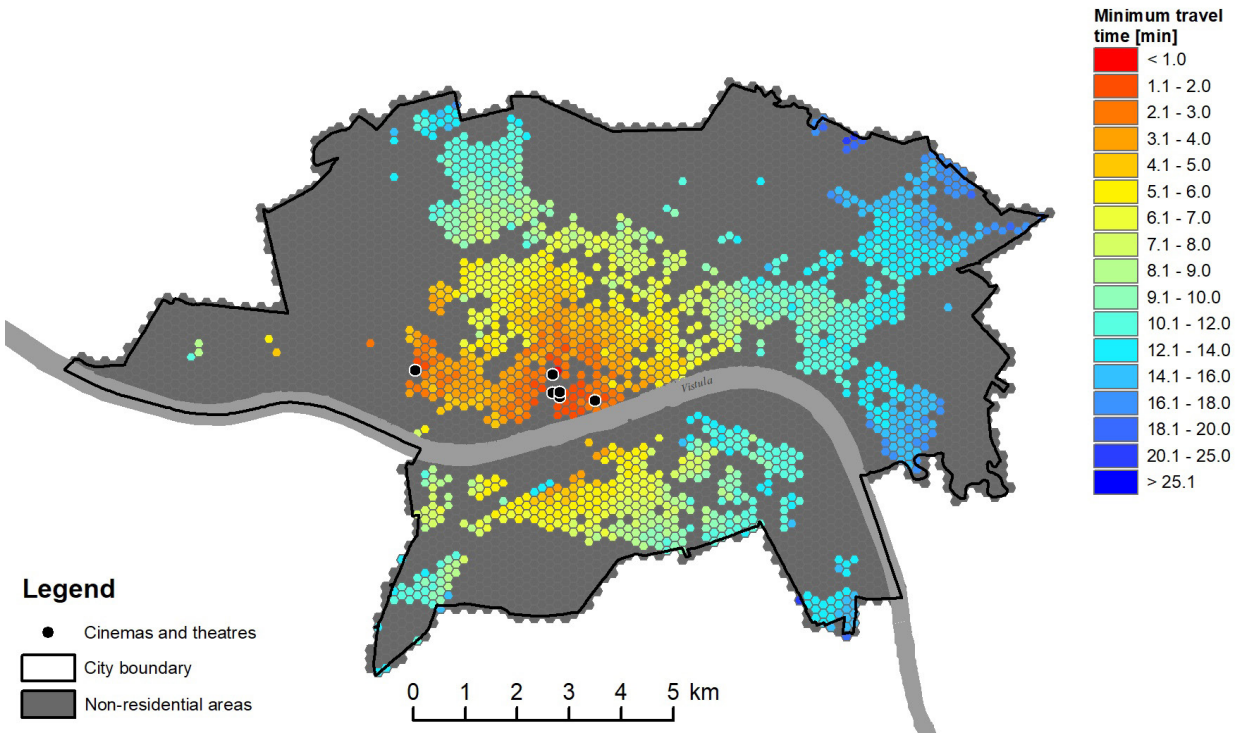 Minimum travel
time [min]
< 1.0
1.1 - 2.0
2.1 - 3.0
3.1 - 4.0
4.1 - 5.0
5.1 - 6.0
6.1 - 7.0
7.1 - 8.0
8.1 - 9.0
9.1 - 10.0
10.1 - 12.0
12.1 - 14.0
14.1 - 16.0
16.1 - 18.0
18.1 - 20.0
20.1 - 25.0
> 25.1
Vistula
Legend
Cinemas and theatres
City boundary
Non-residential areas
0 1 2 3 4 5 km